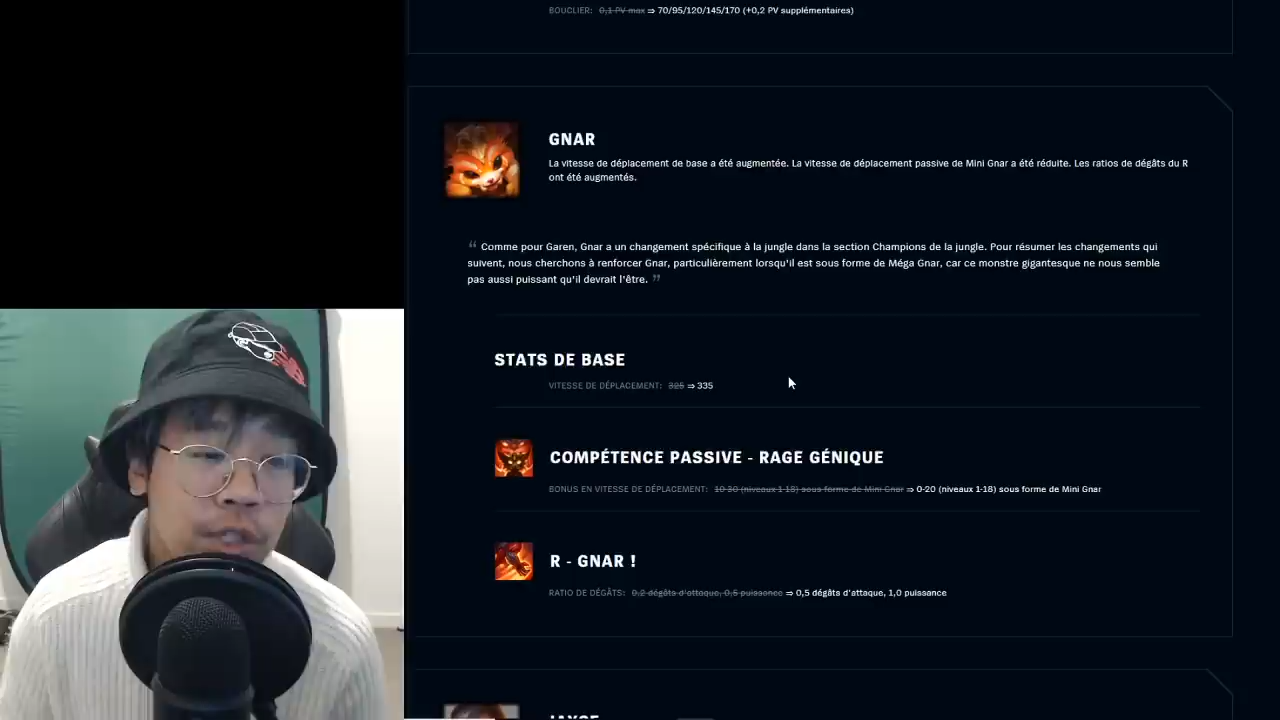 BOUCLIER: 0,1 PV max ⇒ 70/95/120/145/170 (+0,2 PV supplémentaires)
GNAR
La vitesse de déplacement de base a été augmentée. La vitesse de déplacement passive de Mini Gnar a été réduite. Les ratios de dégâts du R
ont été augmentés.
“ Comme pour Garen, Gnar a un changement spécifique à la jungle dans la section Champions de la jungle. Pour résumer les changements qui
suivent, nous cherchons à renforcer Gnar, particulièrement lorsqu'il est sous forme de Méga Gnar, car ce monstre gigantesque ne nous semble
pas aussi puissant qu'il devrait l'être. ”
STATS DE BASE
VITESSE DE DÉPLACEMENT: 325 ⇒ 335
COMPÉTENCE PASSIVE - RAGE GÉNIQUE
BONUS EN VITESSE DE DÉPLACEMENT: 10-30 (niveaux 1-18) sous forme de Mini Gnar ⇒ 0-20 (niveaux 1-18) sous forme de Mini Gnar
R - GNAR !
RATIO DE DÉGÂTS: 0,2 dégâts d'attaque, 0,5 puissance ⇒ 0,5 dégâts d'attaque, 1,0 puissance